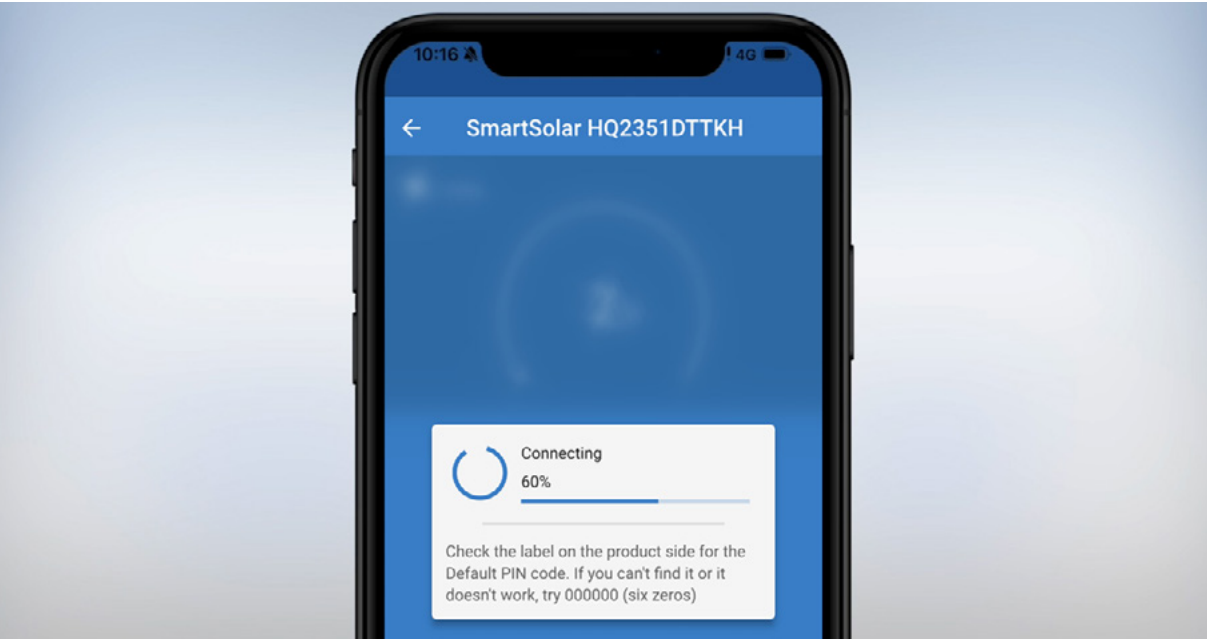 10:16
! 4G
SmartSolar HQ2351DTTKH
Connecting
60%
Check the label on the product side for the
Default PIN code. If you can't find it or it
doesn't work, try 000000 (six zeros)